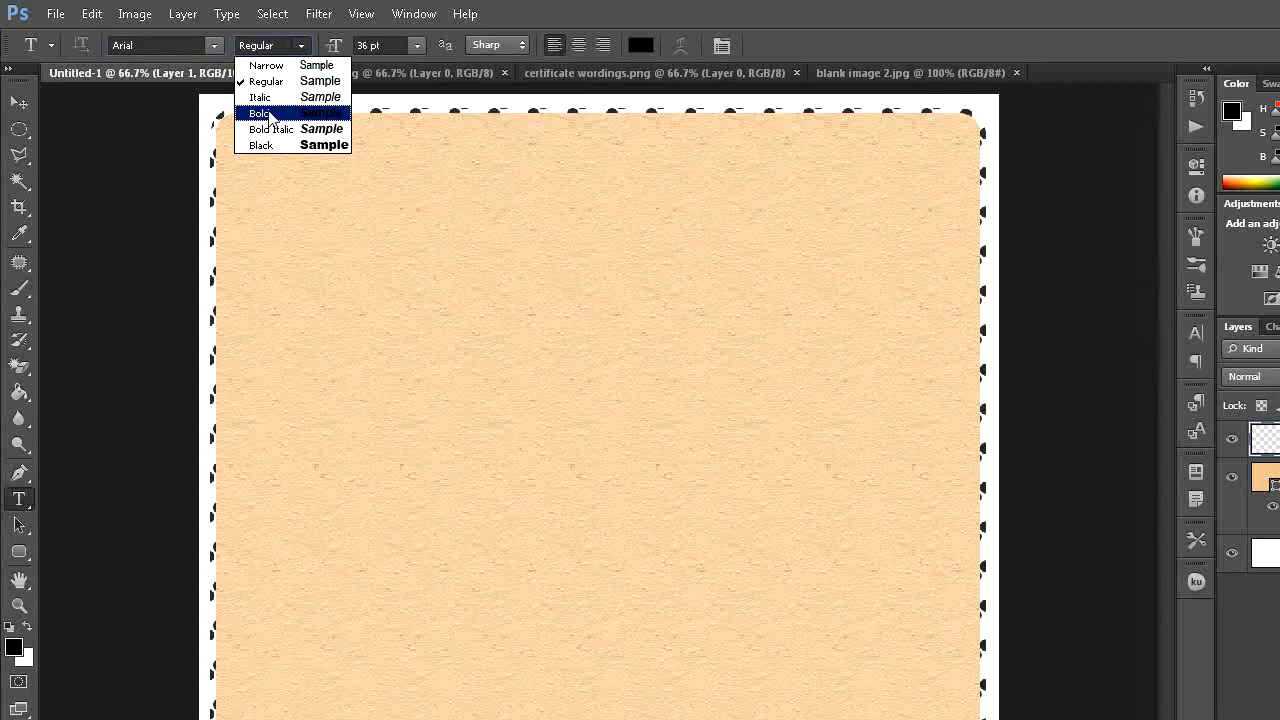 Ps File Edit Image Layer Type Select Filter View Window Help
T Arial Regular 36 pt Sharp
Untitled-1 @ 66.7% (Layer 1, RGB/ g @ 66.7% (Layer 0, RGB/8) × certificate wordings.png @ 66.7% (Layer 0, RGB/8) × blank image 2.jpg @ 100% (RGB/8#) ×
Narrow Sample
Regular Sample
Italic Sample
Bold
Bold Italic Sample
Black Sample
Color
H
S
B
Adjustments
Add an adj
Layers Cha
Kind
Normal
Lock:
ku